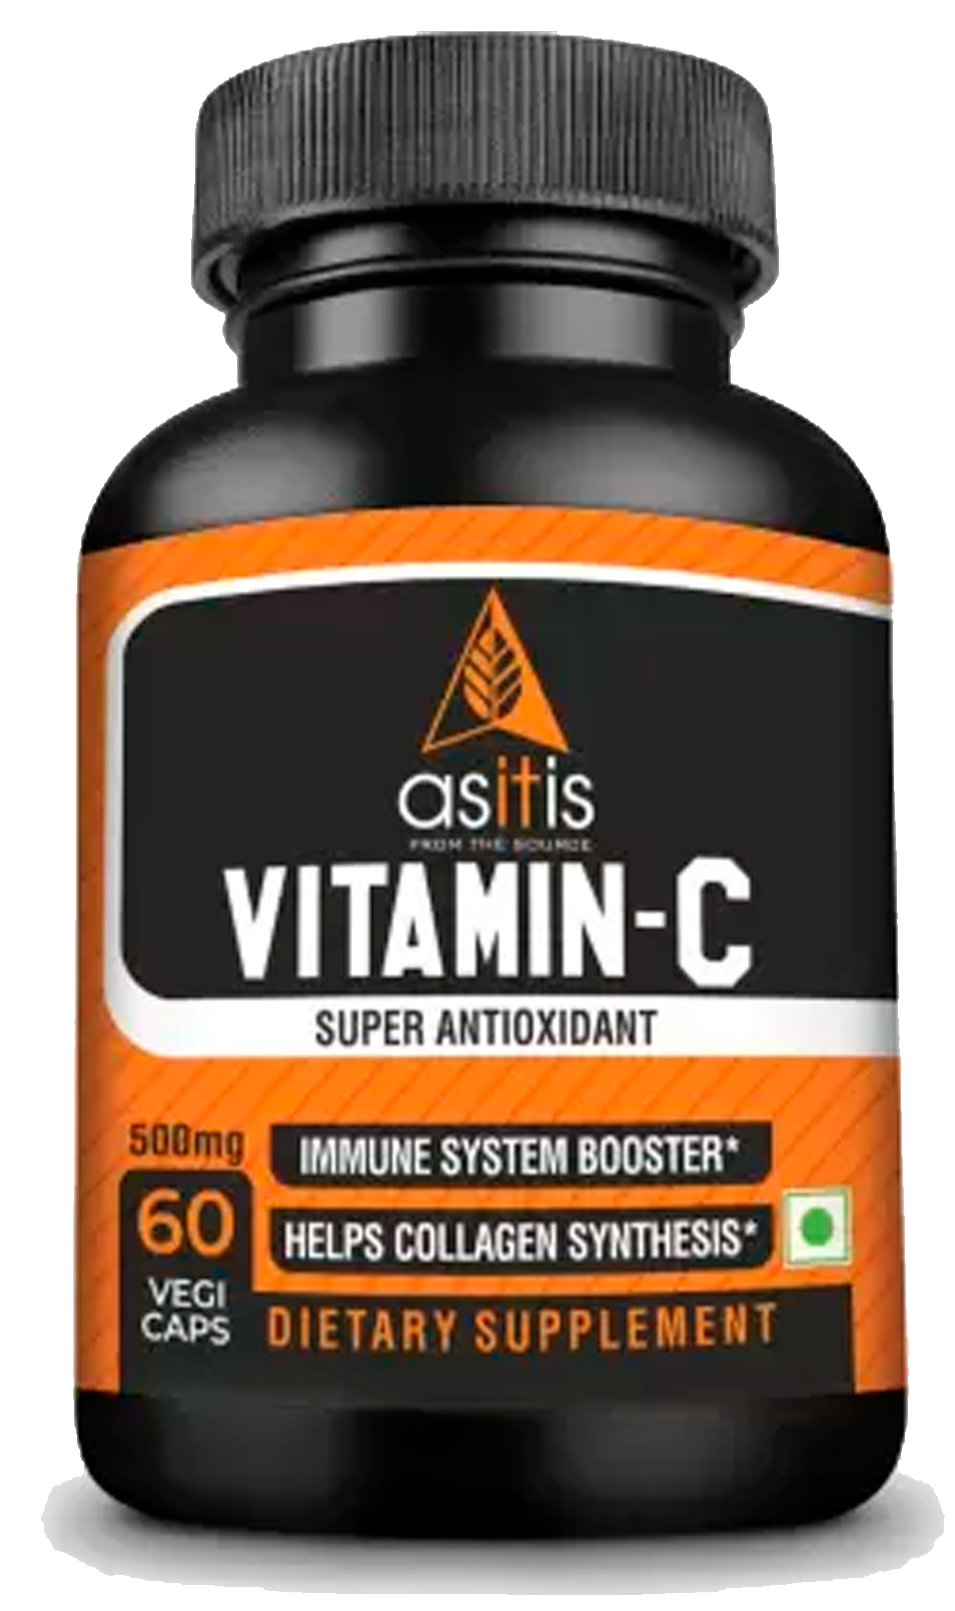 asitis
FROM THE SOURCE
VITAMIN-C
SUPER ANTIOXIDANT
500mg
IMMUNE SYSTEM BOOSTER*
60
HELPS COLLAGEN SYNTHESIS*
VEGI
CAPS
DIETARY SUPPLEMENT